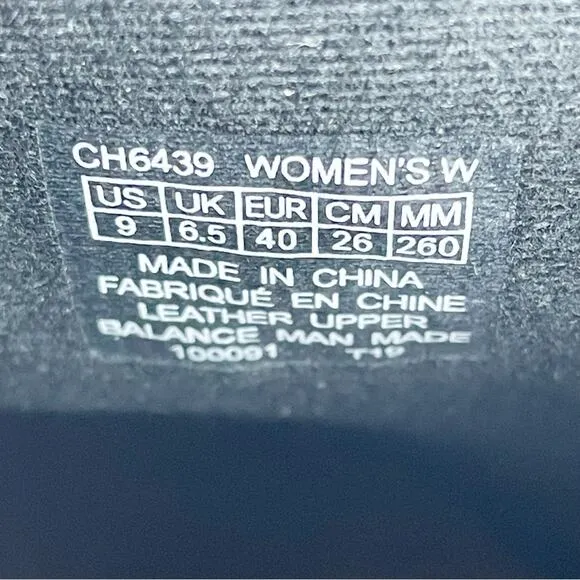 CH6439 WOMEN'S W
US UK EUR CM MM
9 6.5 40 26 260
MADE IN CHINA
FABRIQUÉ EN CHINE
LEATHER UPPER
BALANCE MAN MADE
100091 T19